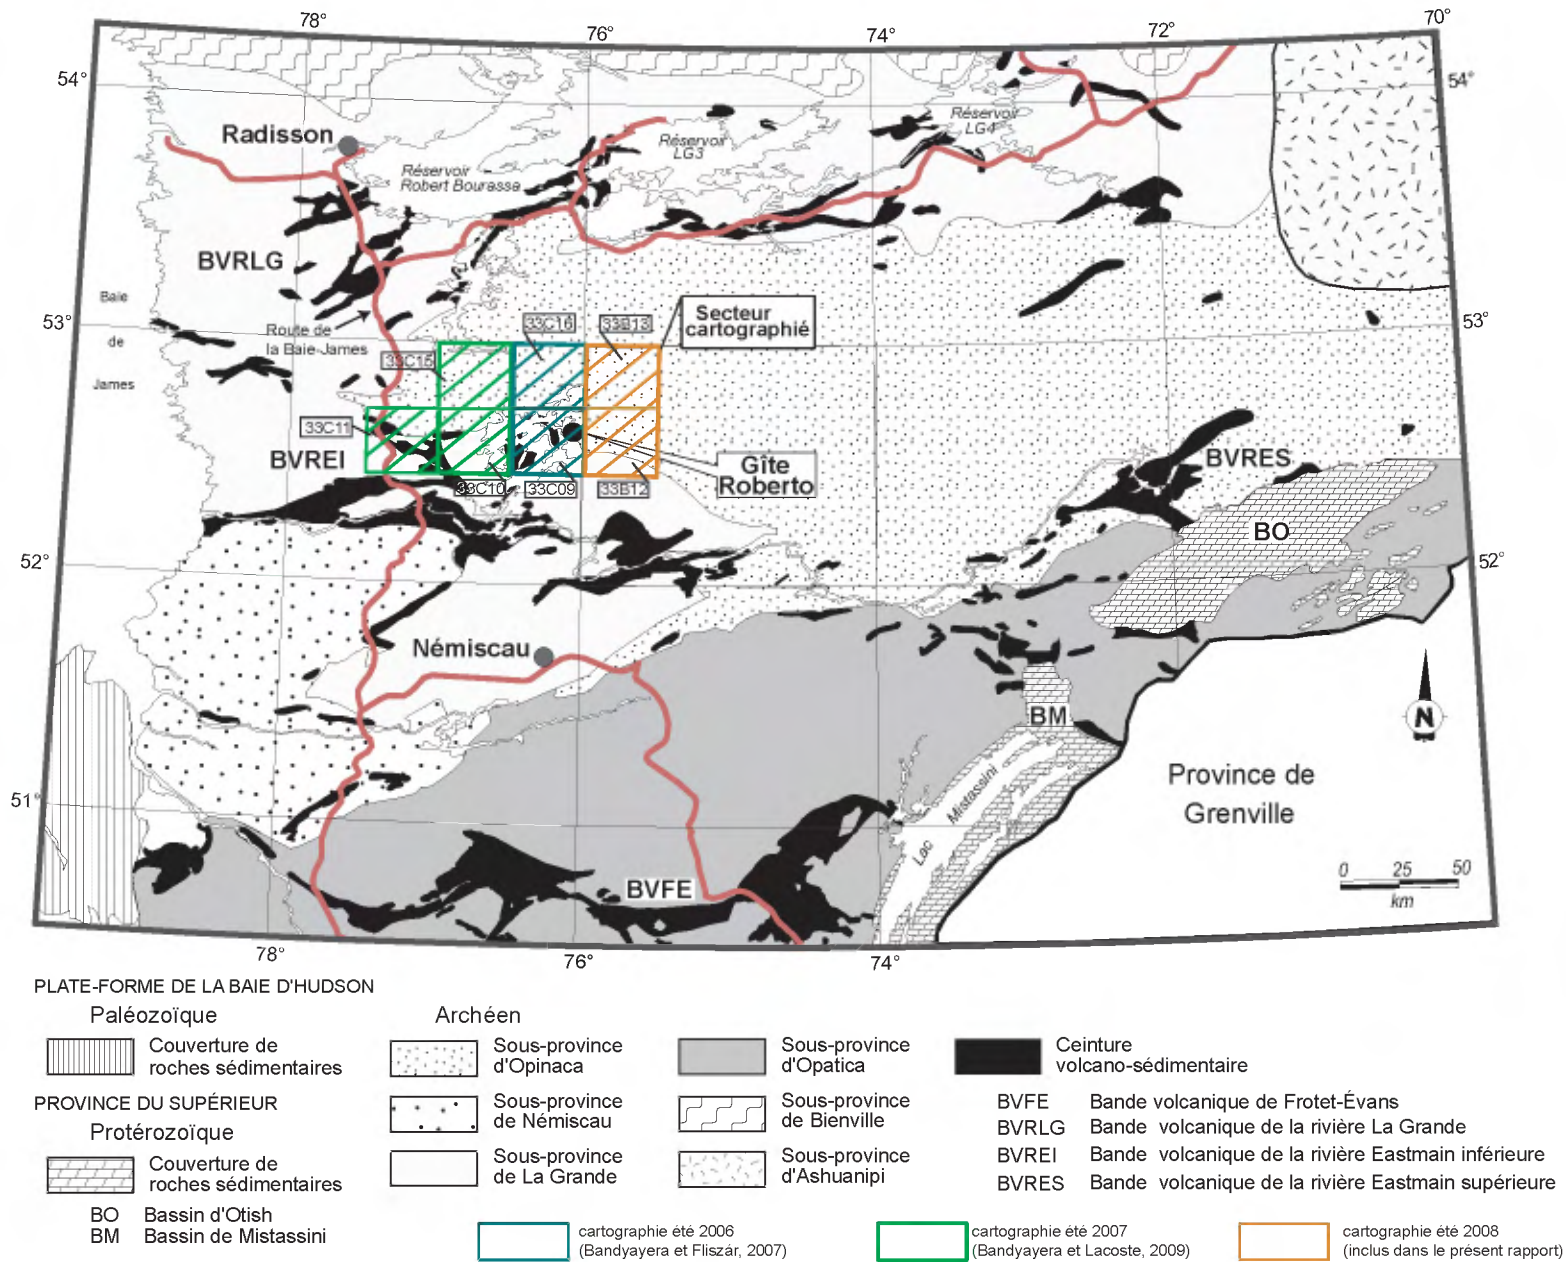 78°
76°
74°
72°
70°
54°
54°
Radisson
Réservoir
LG3
Réservoir
LG4
Réservoir
Robert Bourassa
BVRLG
Baie
de
James
Route de
la Baie-James
53°
53°
Secteur
cartographié
33C16
33B13
33C15
33C11
BVREI
33C10
33C09
33B12
Gîte
Roberto
BVRES
BO
52°
52°
Némiscau
BM
N
Lac Mistassini
Province de
Grenville
51°
BVFE
0 25 50
km
78°
76°
74°
PLATE-FORME DE LA BAIE D'HUDSON
Paléozoïque
Couverture de
roches sédimentaires
PROVINCE DU SUPÉRIEUR
Protérozoïque
Couverture de
roches sédimentaires
BO Bassin d'Otish
BM Bassin de Mistassini
Archéen
Sous-province
d'Opinaca
Sous-province
de Némiscau
Sous-province
de La Grande
Sous-province
d'Opatica
Sous-province
de Bienville
Sous-province
d'Ashuanipi
Ceinture
volcano-sédimentaire
BVFE Bande volcanique de Frotet-Évans
BVRLG Bande volcanique de la rivière La Grande
BVREI Bande volcanique de la rivière Eastmain inférieure
BVRES Bande volcanique de la rivière Eastmain supérieure
cartographie été 2006
(Bandyayera et Fliszár, 2007)
cartographie été 2007
(Bandyayera et Lacoste, 2009)
cartographie été 2008
(inclus dans le présent rapport)